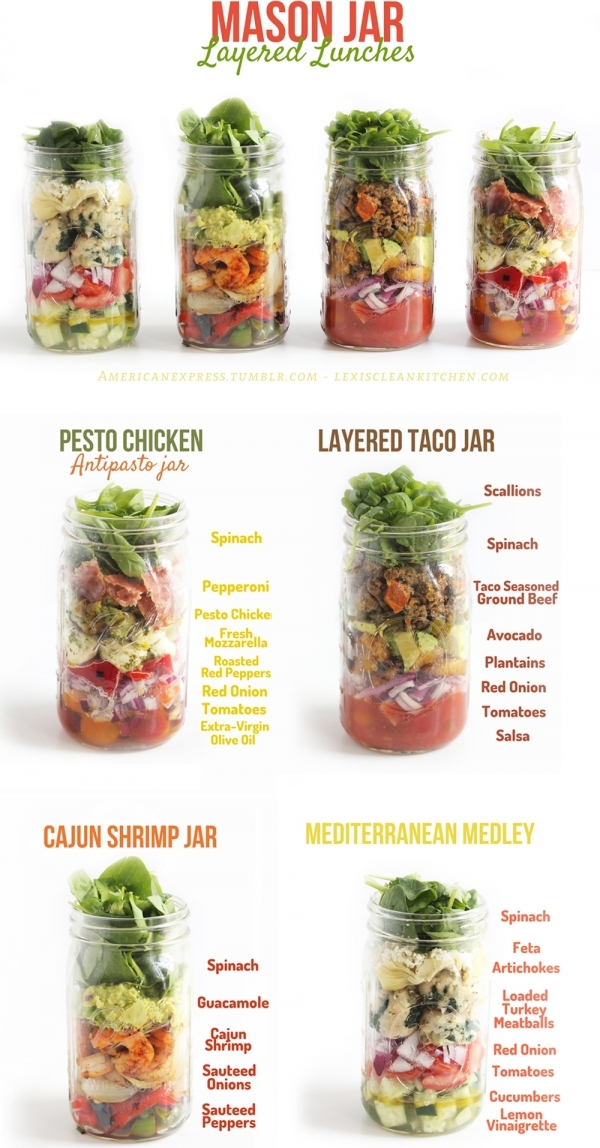 MASON JAR
Layered Lunches
AMERICANEXPRESS.TUMBLR.COM - LEXISCLEANKITCHEN.COM
PESTO CHICKEN
Antipasto jar
Spinach
Pepperoni
Pesto Chicke
Fresh
Mozzarella
Roasted
Red Peppers
Red Onion
Tomatoes
Extra-Virgin
Olive Oil
LAYERED TACO JAR
Scallions
Spinach
Taco Seasoned
Ground Beef
Avocado
Plantains
Red Onion
Tomatoes
Salsa
CAJUN SHRIMP JAR
Spinach
Guacamole
Cajun
Shrimp
Sauteed
Onions
Sauteed
Peppers
MEDITERRANEAN MEDLEY
Spinach
Feta
Artichokes
Loaded
Turkey
Meatballs
Red Onion
Tomatoes
Cucumbers
Lemon
Vinaigrette